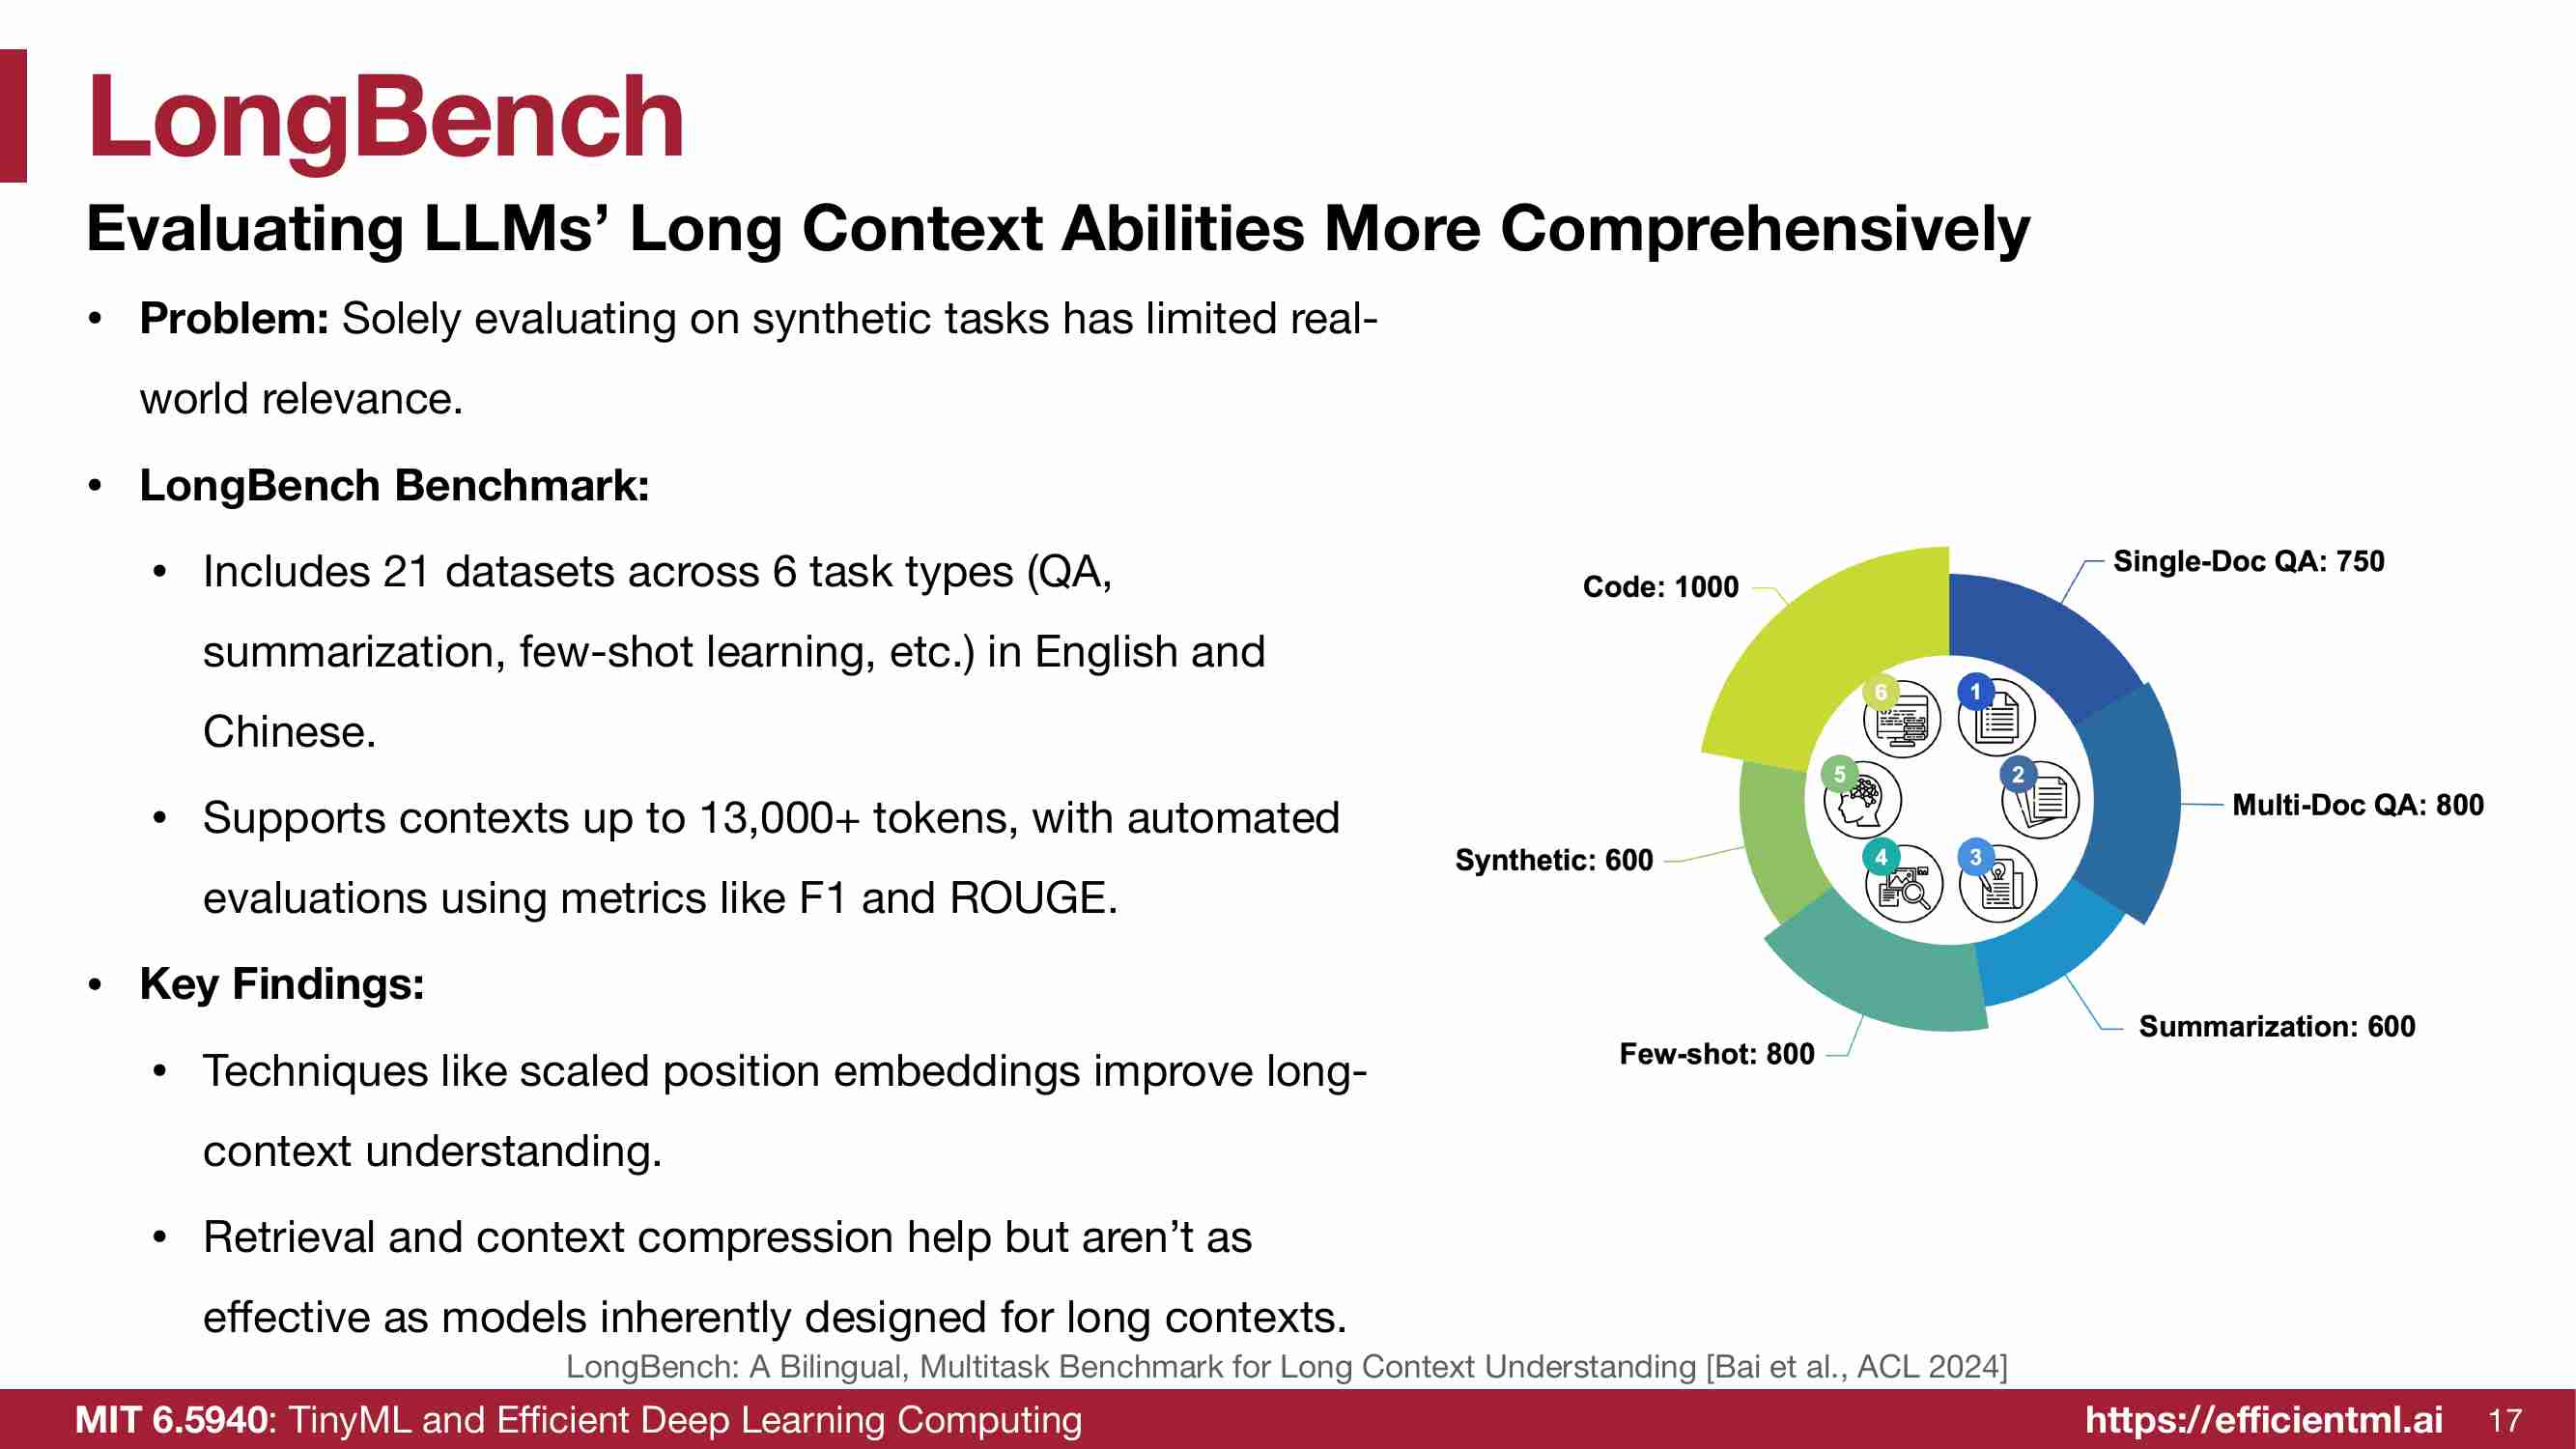 LongBench
Evaluating LLMs’ Long Context Abilities More Comprehensively
• Problem: Solely evaluating on synthetic tasks has limited real-
world relevance.
• LongBench Benchmark:
• Includes 21 datasets across 6 task types (QA,
summarization, few-shot learning, etc.) in English and
Chinese.
• Supports contexts up to 13,000+ tokens, with automated
evaluations using metrics like F1 and ROUGE.
• Key Findings:
• Techniques like scaled position embeddings improve long-
context understanding.
• Retrieval and context compression help but aren’t as
effective as models inherently designed for long contexts.
Single-Doc QA: 750
Code: 1000
6
1
5
2
Multi-Doc QA: 800
Synthetic: 600
4
3
Summarization: 600
Few-shot: 800
LongBench: A Bilingual, Multitask Benchmark for Long Context Understanding [Bai et al., ACL 2024]
MIT 6.5940: TinyML and Efficient Deep Learning Computing
https://efficientml.ai
17